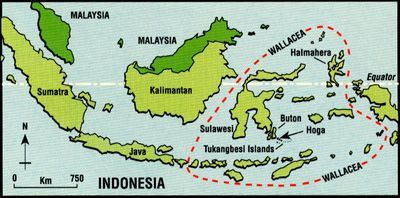 MALAYSIA
MALAYSIA
WALLACEA
Halmahera
Equator
Sumatra
Kalimantan
Buton
Sulawesi
Hoga
N
Tukangbesi Islands
Java
WALLACEA
0 Km 750
INDONESIA